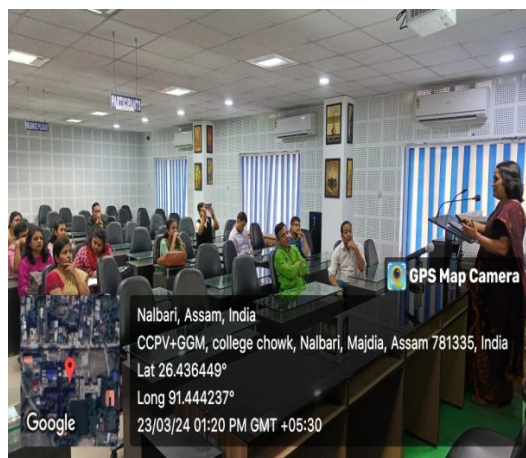 PARTICIPANTS
GPS Map Camera
Nalbari, Assam, India
CCPV+GGM, college chowk, Nalbari, Majdia, Assam 781335, India
Lat 26.436449°
Long 91.444237°
23/03/24 01:20 PM GMT +05:30
Google